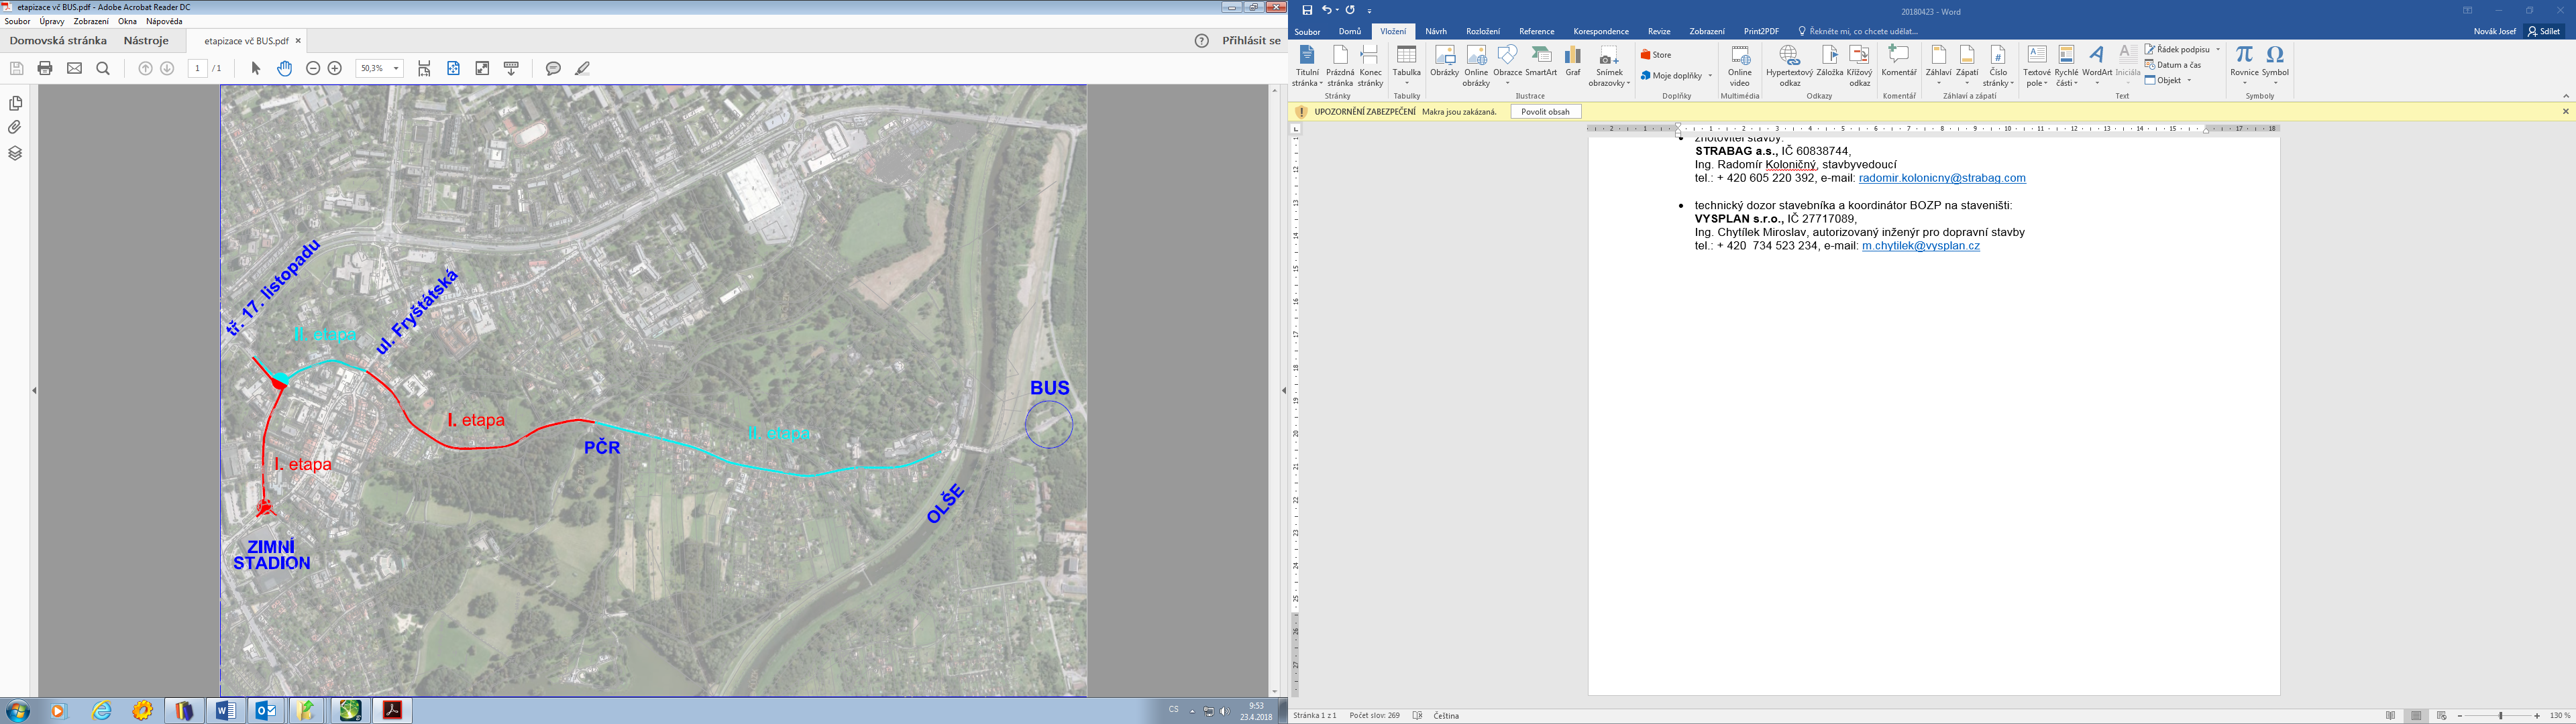 etapizace vč BUS.pdf - Adobe Acrobat Reader DC
Soubor Úpravy Zobrazení Okna Nápověda
Domovská stránka Nástroje etapizace vč BUS.pdf × Přihlásit se
1 / 1 50,3%
tř. 17. listopadu
ul. Fryštátská
II. etapa
BUS
I. etapa
II. etapa
PČR
I. etapa
OLŠE
ZIMNÍ
STADION
CS 9:53
23.4.2018
20180423 - Word
Soubor Domů Vložení Návrh Rozložení Reference Korespondence Revize Zobrazení Print2PDF Řekněte mi, co chcete udělat... Novák Josef Sdílet
Titulní stránka Prázdná stránka Konec stránky
Stránky
Tabulka
Tabulky
Obrázky Online obrázky Obrazce SmartArt Graf Snímek obrazovky
Ilustrace
Store
Moje doplňky
Doplňky
Online video
Multimédia
Hypertextový odkaz Záložka Křížový odkaz
Odkazy
Komentář
Komentář
Záhlaví Zápatí Číslo stránky
Záhlaví a zápatí
Textové pole Rychlé části WordArt Iniciála
Řádek podpisu
Datum a čas
Objekt
Text
Rovnice Symbol
Symboly
UPOZORNĚNÍ ZABEZPEČENÍ Makra jsou zakázaná. Povolit obsah
zhotovitel stavby:
STRABAG a.s., IČ 60838744,
Ing. Radomír Koloničný, stavbyvedoucí
tel.: + 420 605 220 392, e-mail: radomir.kolonicny@strabag.com
• technický dozor stavebníka a koordinátor BOZP na staveništi:
VYSPLAN s.r.o., IČ 27717089,
Ing. Chytílek Miroslav, autorizovaný inženýr pro dopravní stavby
tel.: + 420 734 523 234, e-mail: m.chytilek@vysplan.cz
Stránka 1 z 1 Počet slov: 269 Čeština 130 %